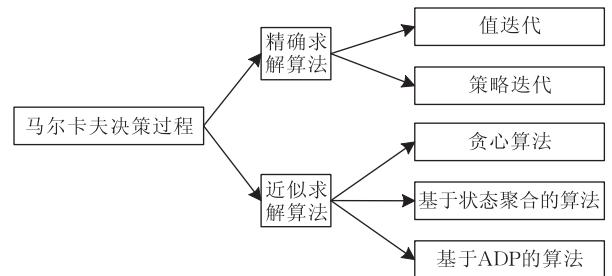 马尔卡夫决策过程
精确求
解算法
值迭代
策略迭代
近似求
解算法
贪心算法
基于状态聚合的算法
基于ADP的算法